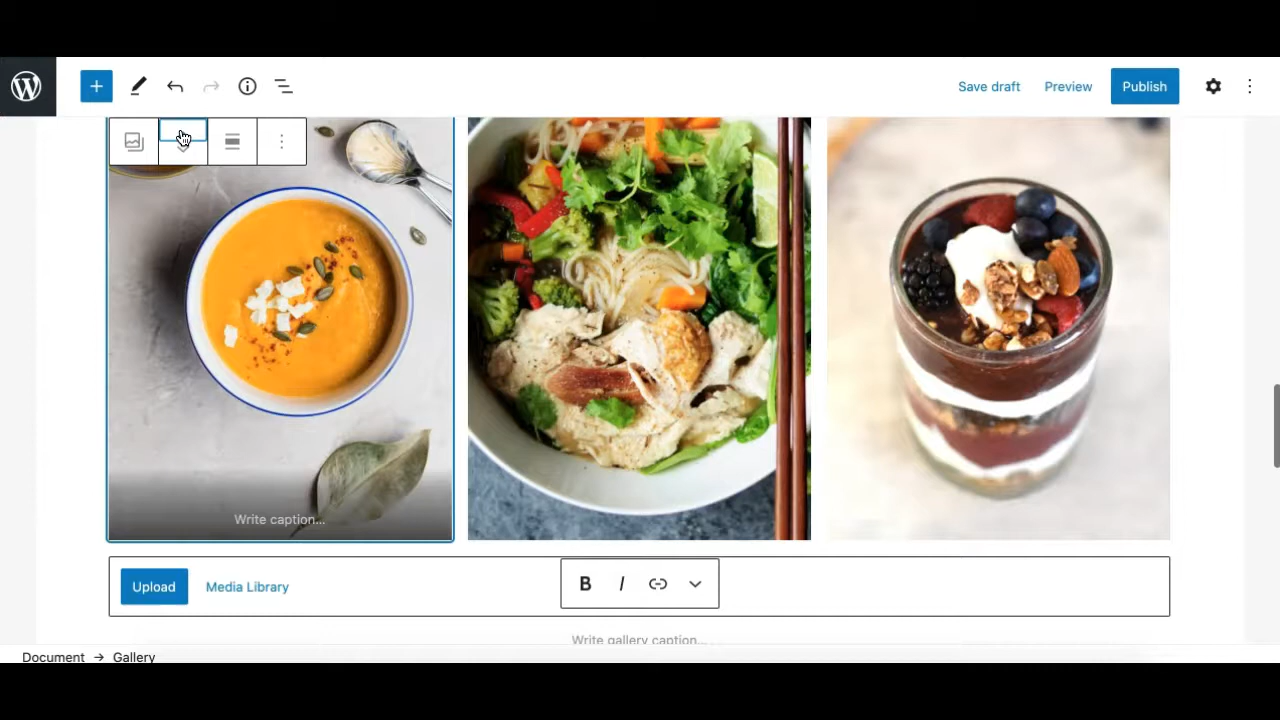 Save draft Preview Publish
Write caption...
Upload Media Library B I
Write gallery caption...
Document → Gallery